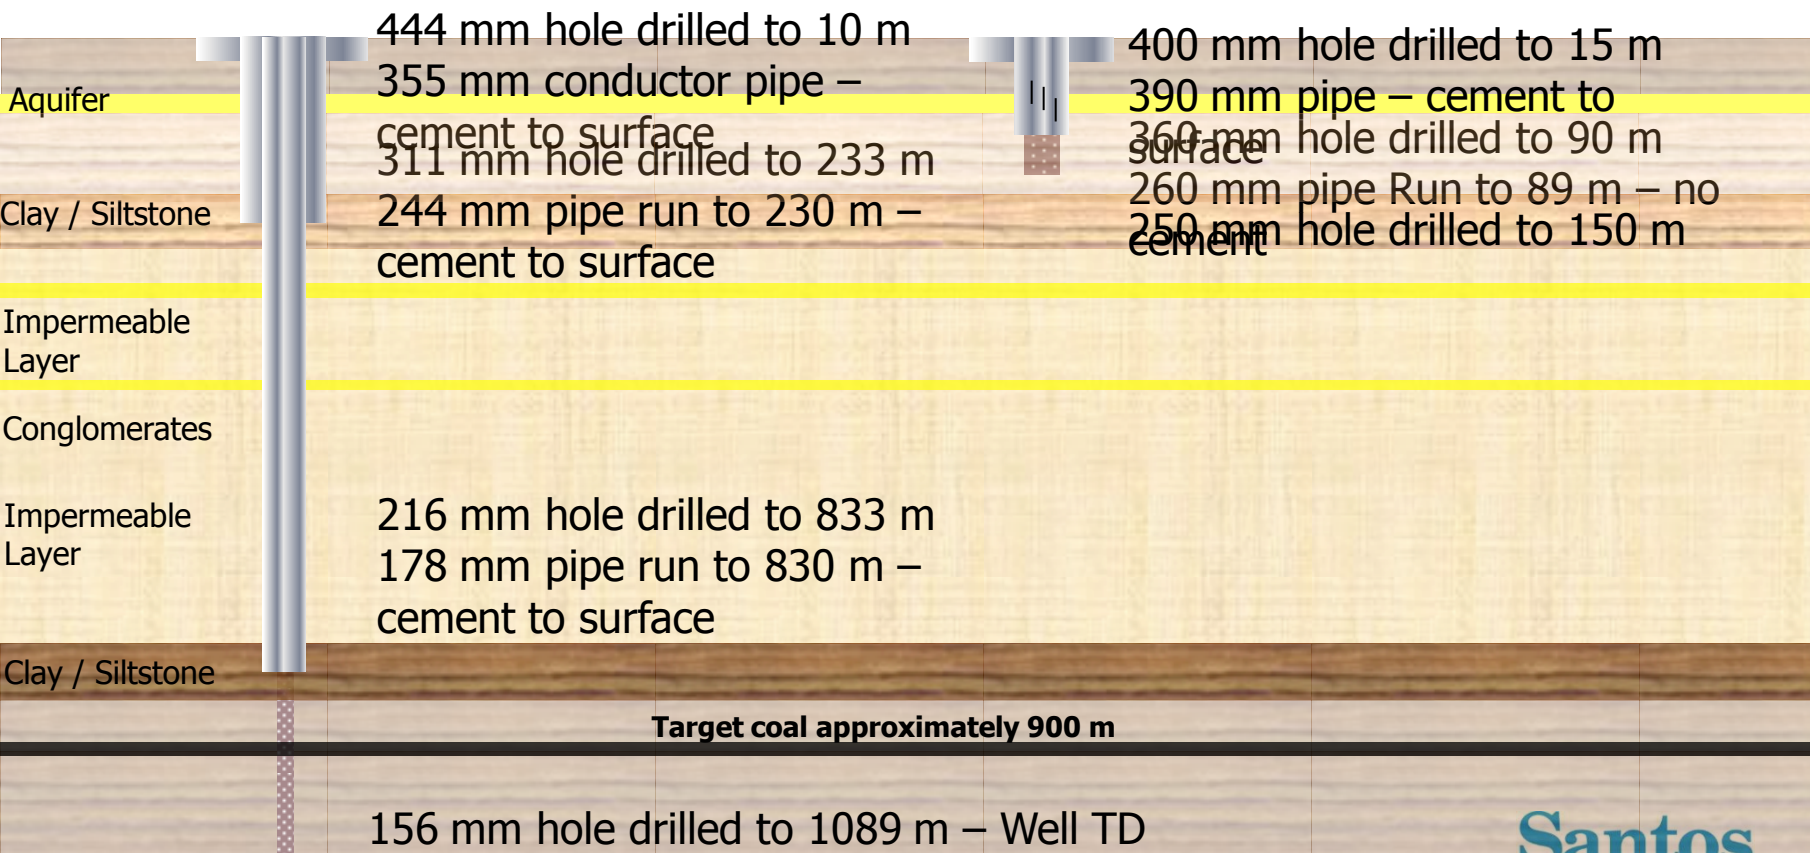 444 mm hole drilled to 10 m
355 mm conductor pipe –
cement to surface
311 mm hole drilled to 233 m
244 mm pipe run to 230 m –
cement to surface
216 mm hole drilled to 833 m
178 mm pipe run to 830 m –
cement to surface
400 mm hole drilled to 15 m
390 mm pipe – cement to
surface
360 mm hole drilled to 90 m
260 mm pipe Run to 89 m – no
cement
250 mm hole drilled to 150 m
Aquifer
Clay / Siltstone
Impermeable
Layer
Conglomerates
Impermeable
Layer
Clay / Siltstone
Target coal approximately 900 m
156 mm hole drilled to 1089 m – Well TD
Santos